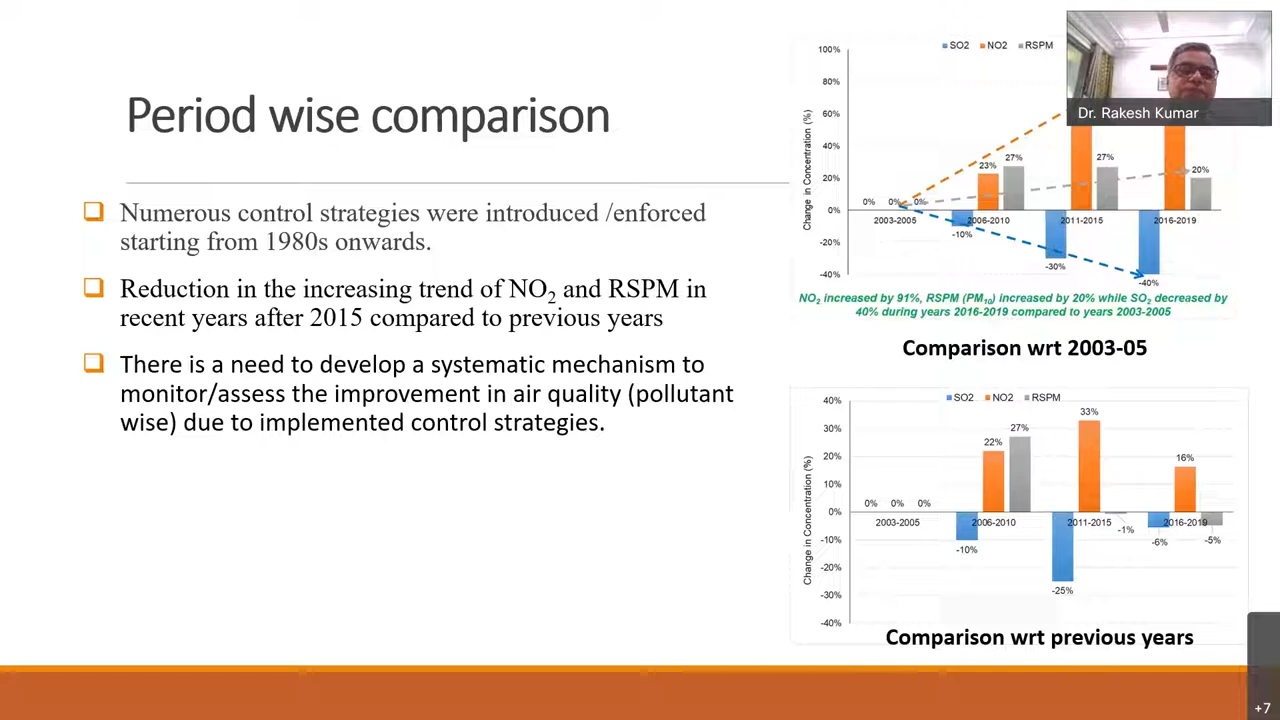 Period wise comparison
Numerous control strategies were introduced /enforced
starting from 1980s onwards.
Reduction in the increasing trend of NO2 and RSPM in
recent years after 2015 compared to previous years
There is a need to develop a systematic mechanism to
monitor/assess the improvement in air quality (pollutant
wise) due to implemented control strategies.
SO2 NO2 RSPM
Dr. Rakesh Kumar
Change in Concentration (%)
100%
80%
60%
40%
20%
0%
-20%
-40%
0% 0% 0%
23% 27%
27%
20%
2003-2005 2006-2010 2011-2015 2016-2019
-10%
-30%
-40%
NO2 increased by 91%, RSPM (PM10) increased by 20% while SO2 decreased by
40% during years 2016-2019 compared to years 2003-2005
Comparison wrt 2003-05
SO2 NO2 RSPM
Change in Concentration (%)
40%
30%
20%
10%
0%
-10%
-20%
-30%
-40%
0% 0% 0%
22% 27%
33%
16%
2003-2005 2006-2010 2011-2015 2016-2019
-10%
-25%
-1%
-6%
-5%
Comparison wrt previous years
+7